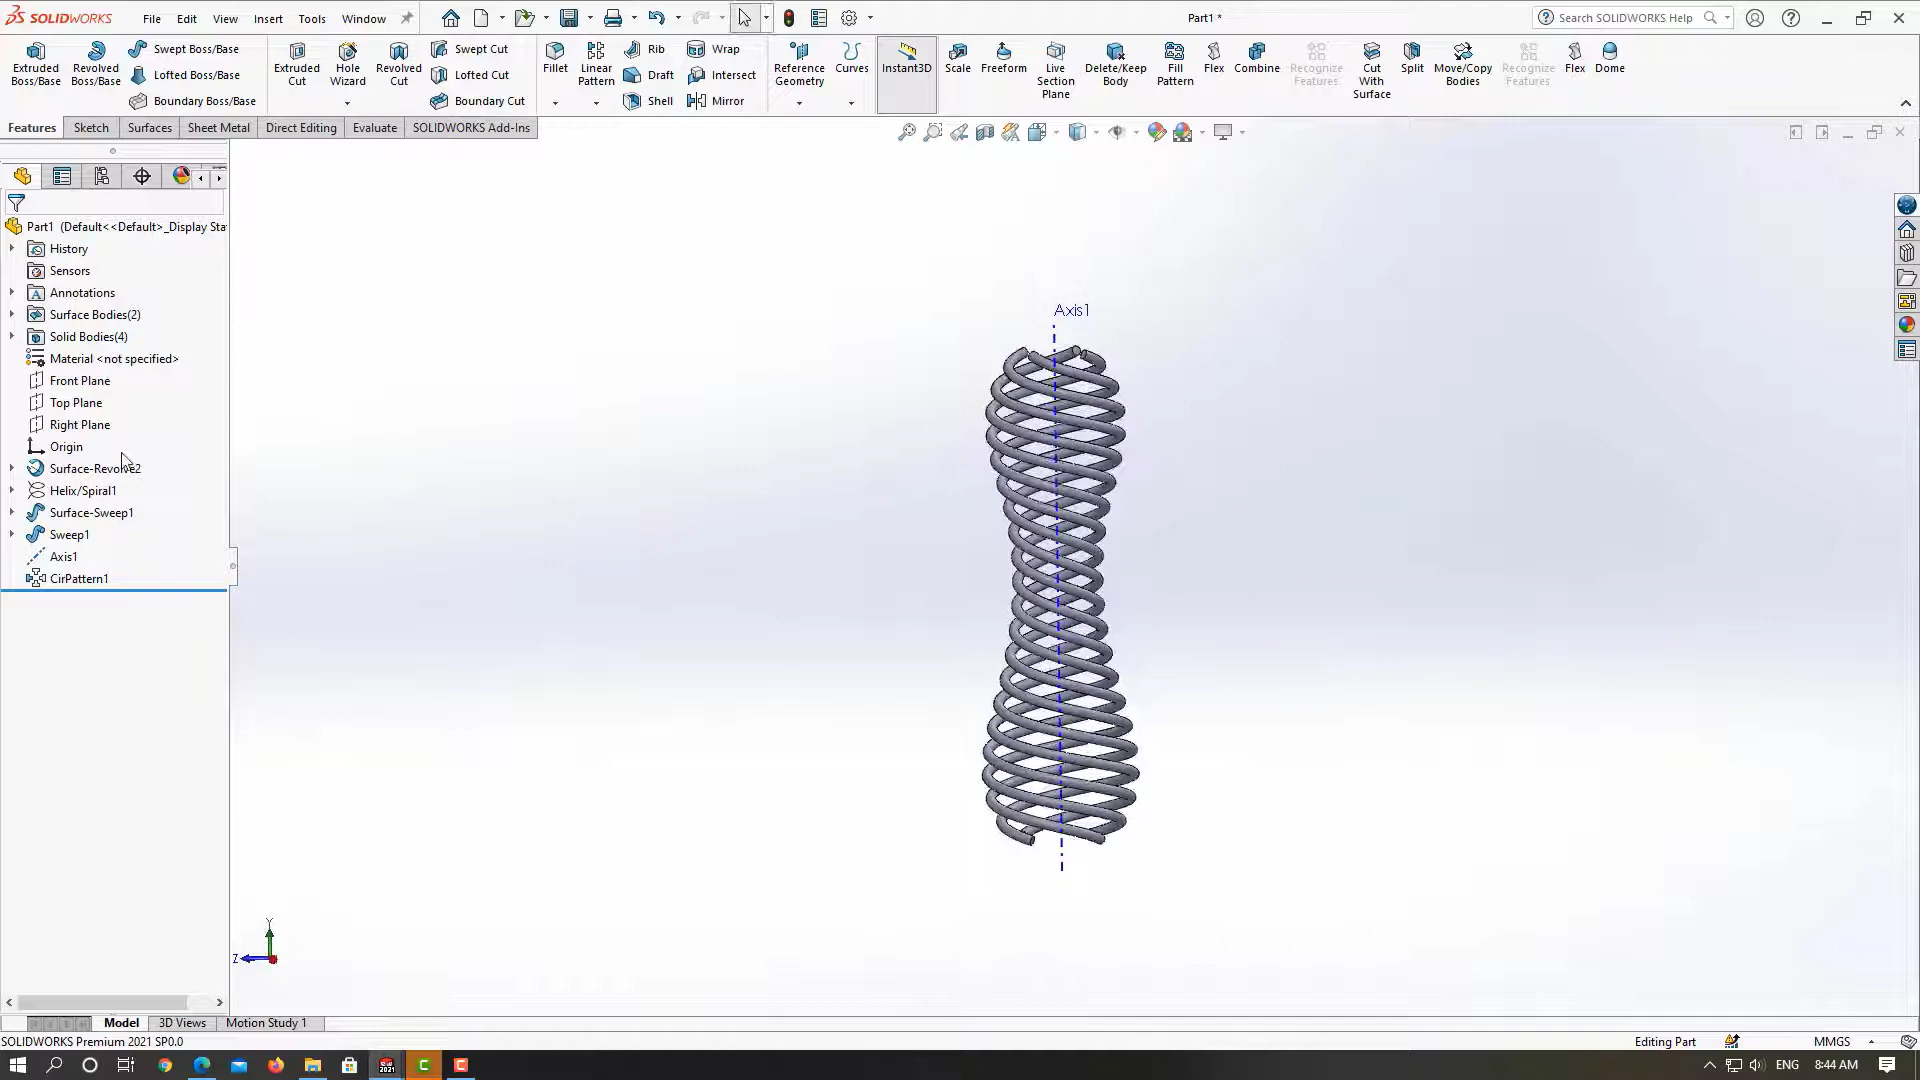 SOLIDWORKS File Edit View Insert Tools Window Part1 * Search SOLIDWORKS Help
Extruded Boss/Base
Revolved Boss/Base
Swept Boss/Base
Lofted Boss/Base
Boundary Boss/Base
Extruded Cut
Hole Wizard
Revolved Cut
Swept Cut
Lofted Cut
Boundary Cut
Fillet
Linear Pattern
Rib
Draft
Shell
Wrap
Intersect
Mirror
Reference Geometry
Curves
Instant3D
Scale
Freeform
Live Section Plane
Delete/Keep Body
Fill Pattern
Flex
Combine
Recognize Features
Cut With Surface
Split
Move/Copy Bodies
Recognize Features
Flex
Dome
Features Sketch Surfaces Sheet Metal Direct Editing Evaluate SOLIDWORKS Add-Ins
Part1 (Default<<Default>_Display Sta
History
Sensors
Annotations
Surface Bodies(2)
Solid Bodies(4)
Material <not specified>
Front Plane
Top Plane
Right Plane
Origin
Surface-Revolve2
Helix/Spiral1
Surface-Sweep1
Sweep1
Axis1
CirPattern1
Axis1
Y
Z
Model 3D Views Motion Study 1
SOLIDWORKS Premium 2021 SP0.0 Editing Part MMGS
2021 C C ENG 8:44 AM